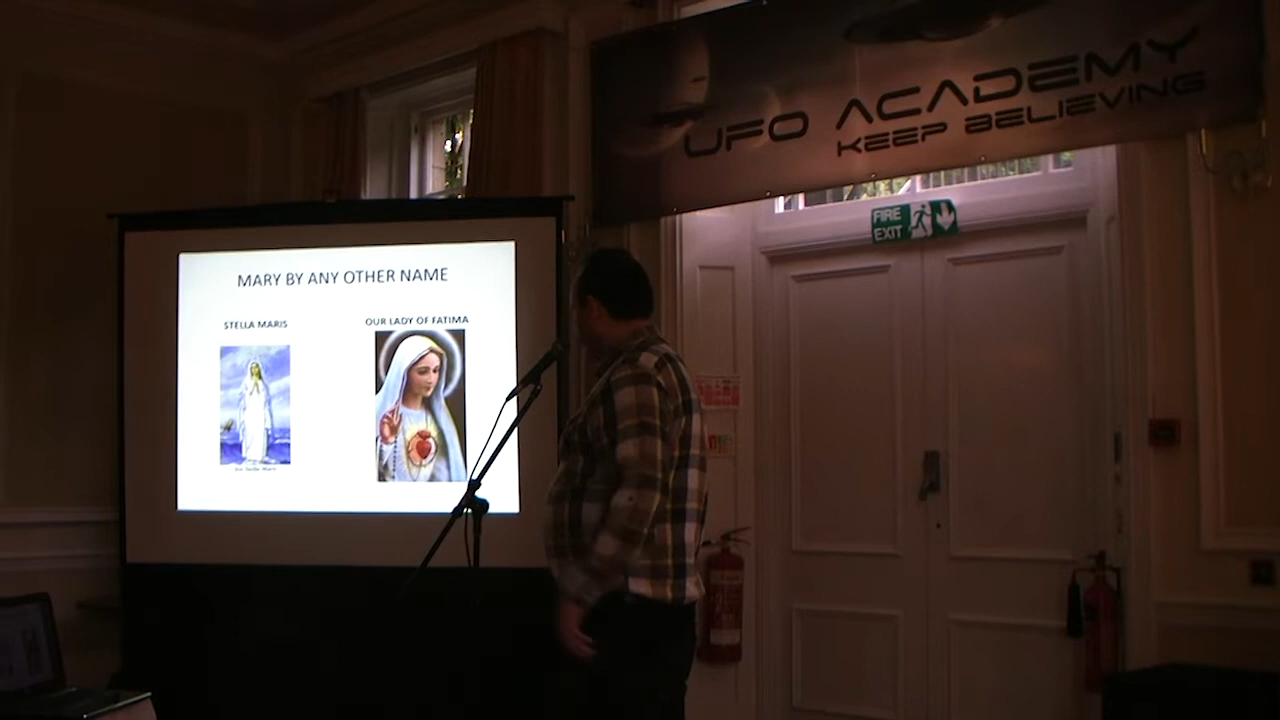 UFO ACADEMY
KEEP BELIEVING
FIRE
EXIT
MARY BY ANY OTHER NAME
STELLA MARIS
OUR LADY OF FATIMA